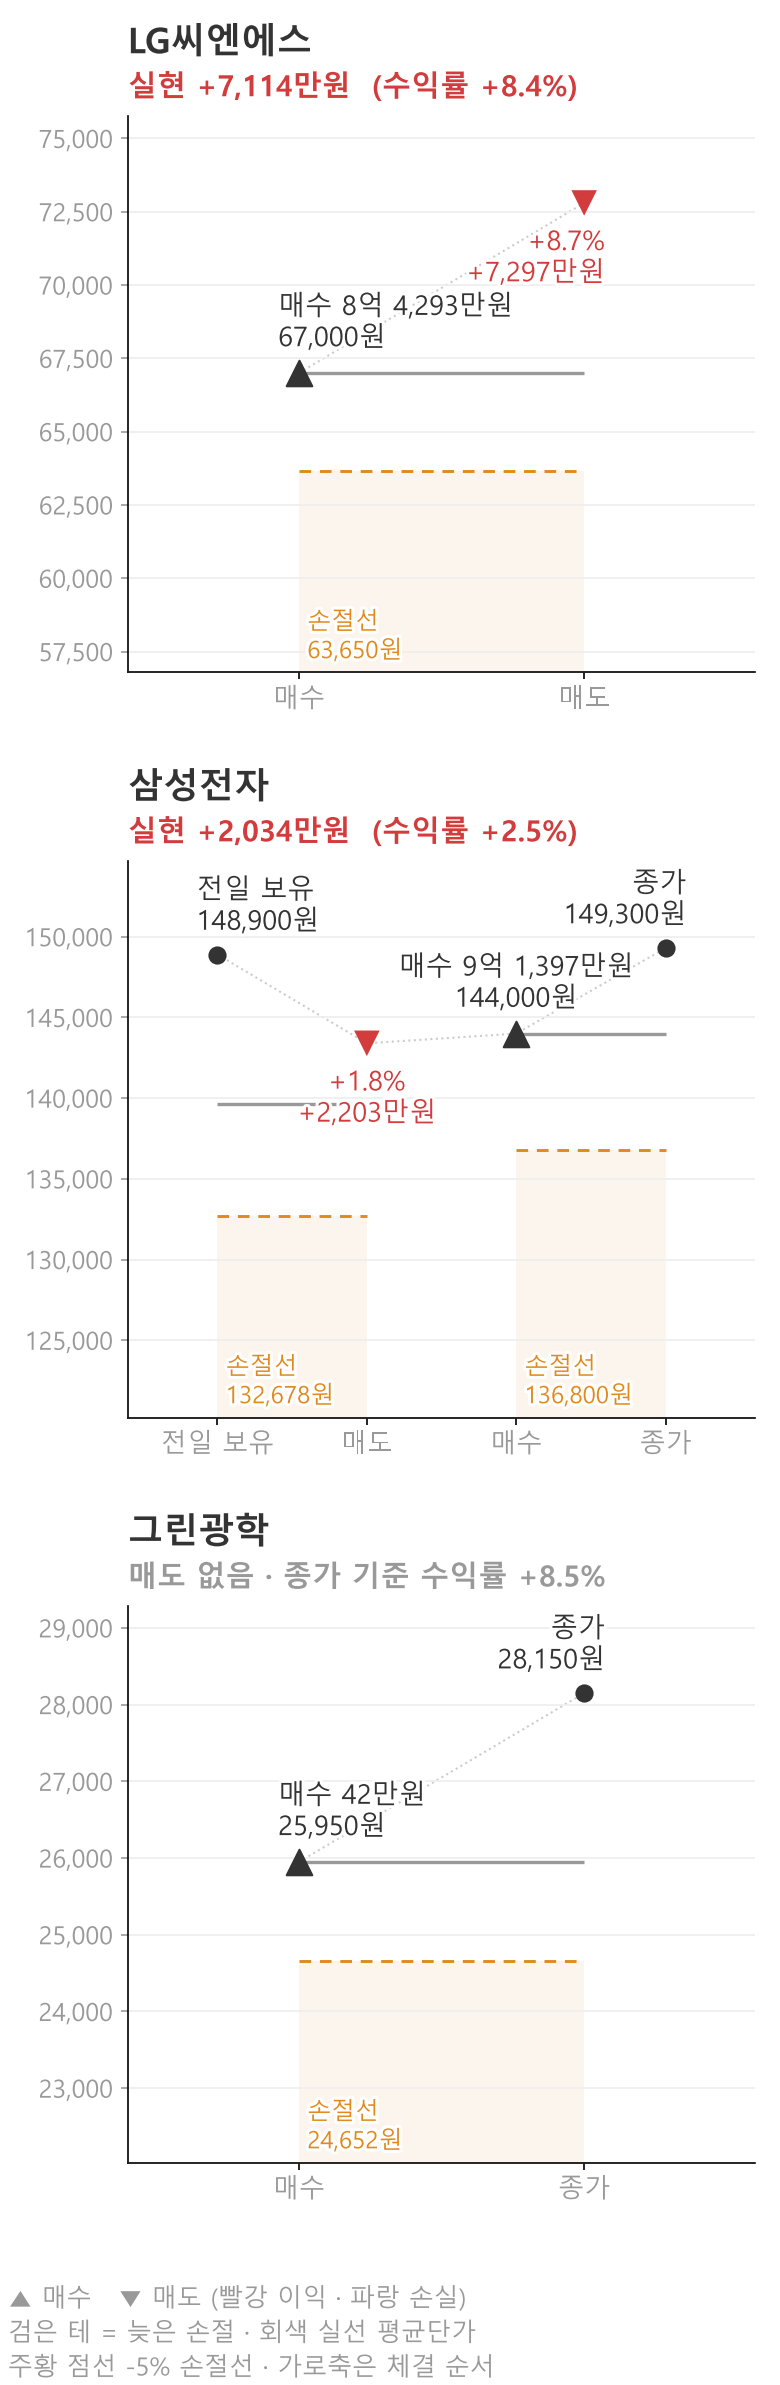 LG씨엔에스
실현 +7,114만원 (수익률 +8.4%)
75,000
72,500
+8.7%
+7,297만원
70,000
매수 8억 4,293만원
67,000원
67,500
65,000
62,500
60,000
손절선
63,650원
57,500
매수 매도
삼성전자
실현 +2,034만원 (수익률 +2.5%)
전일 보유
148,900원
종가
149,300원
150,000
매수 9억 1,397만원
144,000원
145,000
+1.8%
+2,203만원
140,000
135,000
130,000
125,000
손절선
132,678원
손절선
136,800원
전일 보유 매도 매수 종가
그린광학
매도 없음 · 종가 기준 수익률 +8.5%
29,000
종가
28,150원
28,000
27,000
매수 42만원
25,950원
26,000
25,000
24,000
23,000
손절선
24,652원
매수 종가
▲ 매수 ▼ 매도 (빨강 이익 · 파랑 손실)
검은 테 = 늦은 손절 · 회색 실선 평균단가
주황 점선 -5% 손절선 · 가로축은 체결 순서